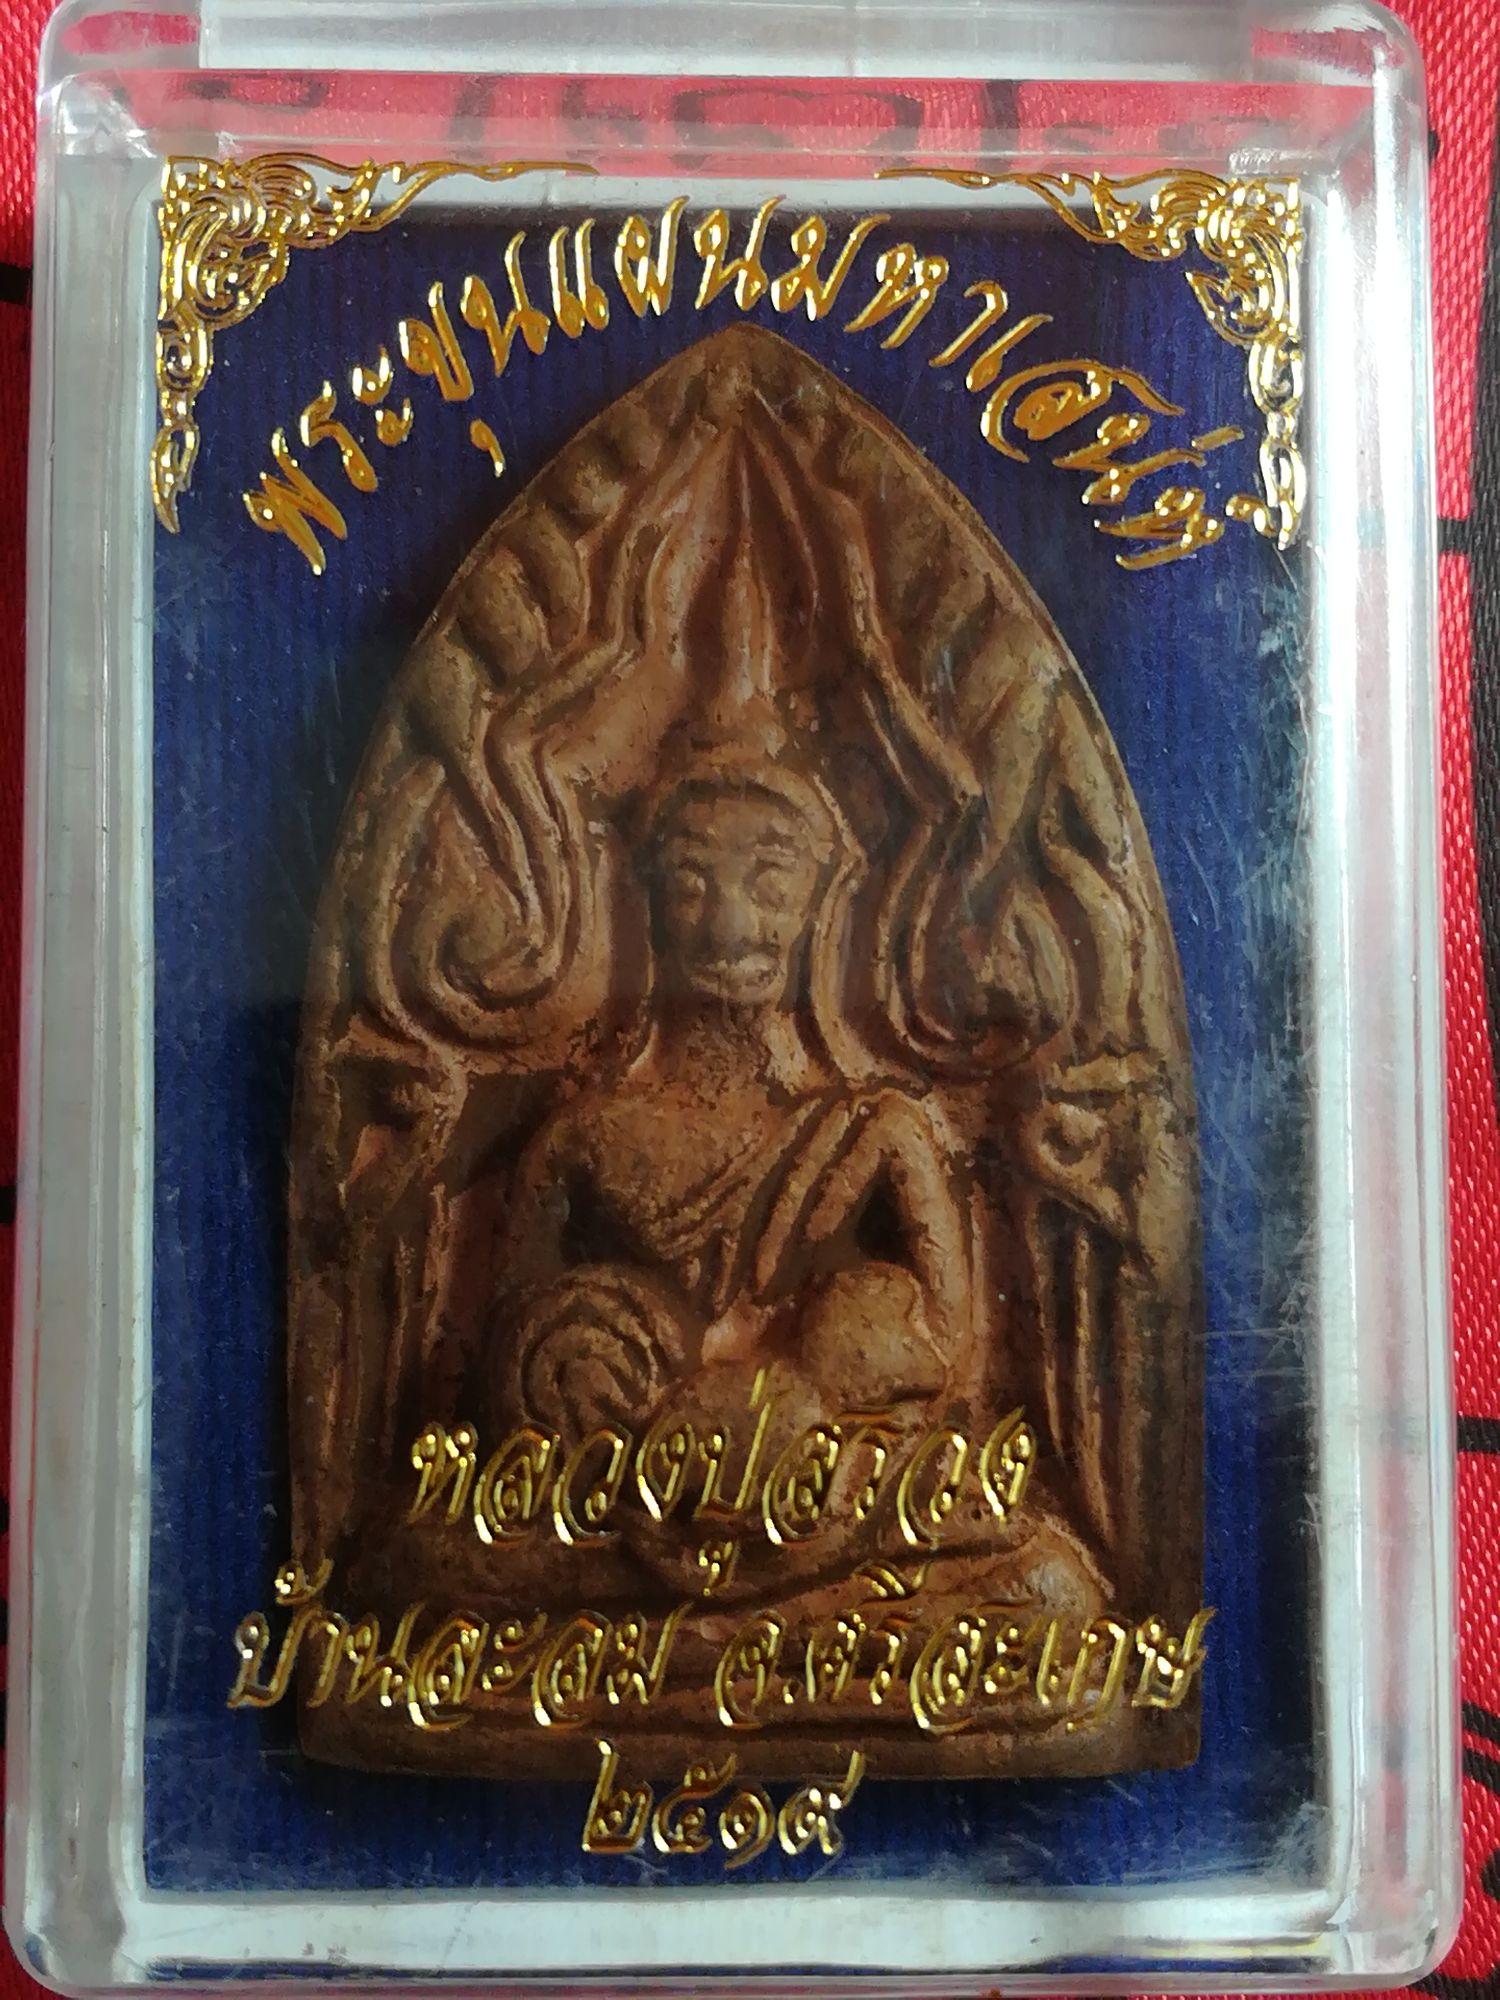 พระขุนแผนมหาเสน่ห์
หลวงปู่สรวง
บ้านละลม จ.ศรีสะเกษ
๒๕๑๙